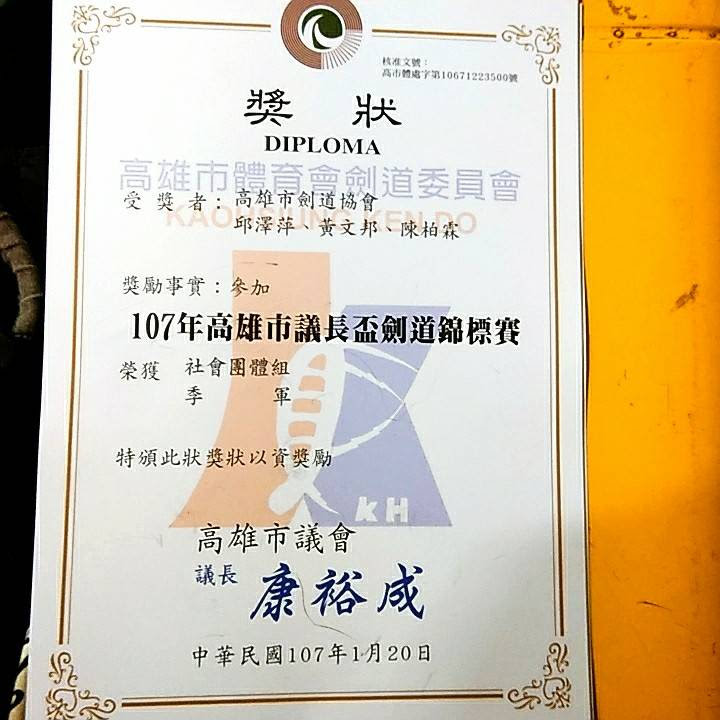 核准文號：
高市體處字第10671223500號
獎 狀
DIPLOMA
高雄市體育會劍道委員會
KAOHSIUNG KEN DO
受 獎 者：高雄市劍道協會
邱澤萍、黃文邦、陳柏霖
獎勵事實：參加
107年高雄市議長盃劍道錦標賽
榮獲 社會團體組
季 軍
特頒此狀獎狀以資獎勵
kH
高雄市議會
議長 康裕成
中華民國107年1月20日